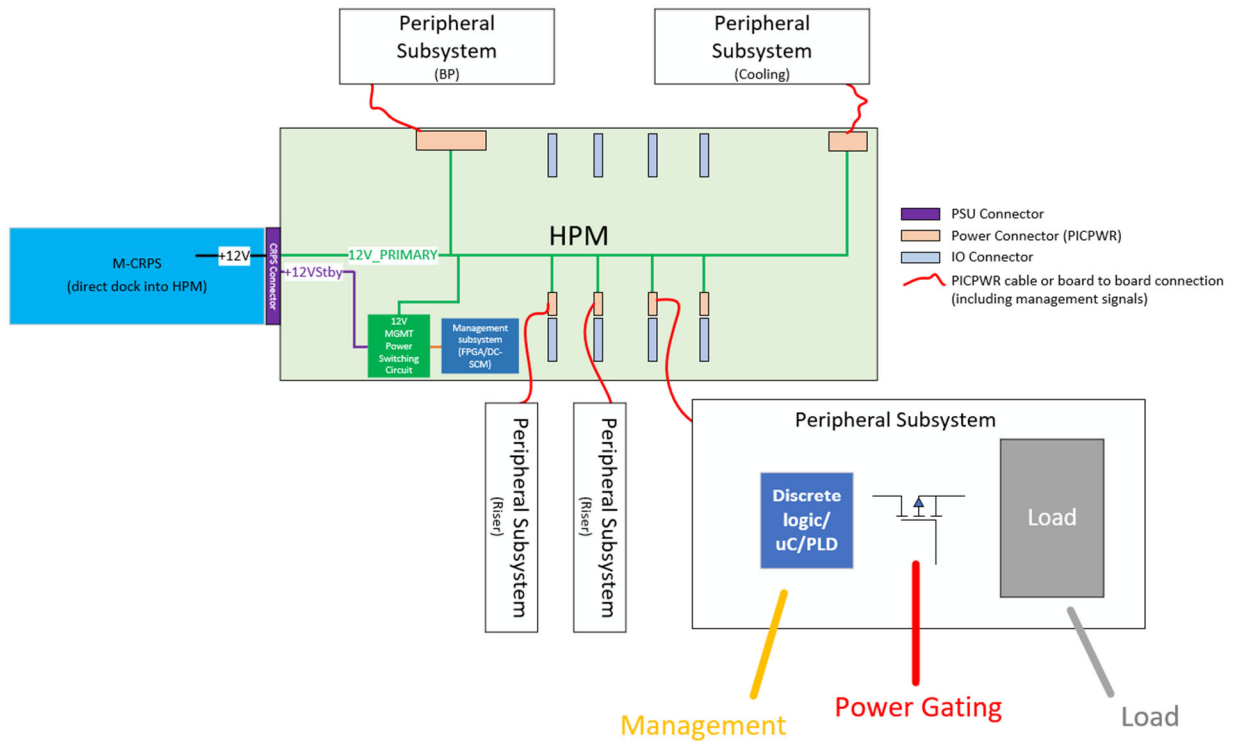 Peripheral
Subsystem
(BP)
Peripheral
Subsystem
(Cooling)
HPM
M-CRPS
(direct dock into HPM)
+12V
CRPS Connector
12V_PRIMARY
+12VStby
12V
MGMT
Power
Switching
Circuit
Management
subsystem
(FPGA/DC-
SCM)
PSU Connector
Power Connector (PICPWR)
IO Connector
PICPWR cable or board to board connection
(including management signals)
Peripheral Subsystem
(Riser)
Peripheral Subsystem
(Riser)
Peripheral Subsystem
Discrete
logic/
uC/PLD
Load
Management
Power Gating
Load